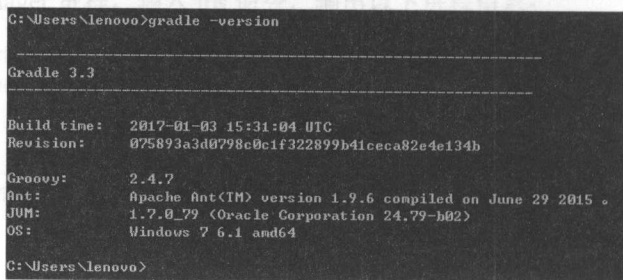 C:\Users\lenovo>gradle -version
------------------------------------------------------------
Gradle 3.3
------------------------------------------------------------
Build time: 2017-01-03 15:31:04 UTC
Revision: 075893a3d0798c0c1f322899b41ceca82e4e134b
Groovy: 2.4.7
Ant: Apache Ant(TM) version 1.9.6 compiled on June 29 2015 。
JVM: 1.7.0_79 (Oracle Corporation 24.79-b02)
OS: Windows 7 6.1 amd64
C:\Users\lenovo>